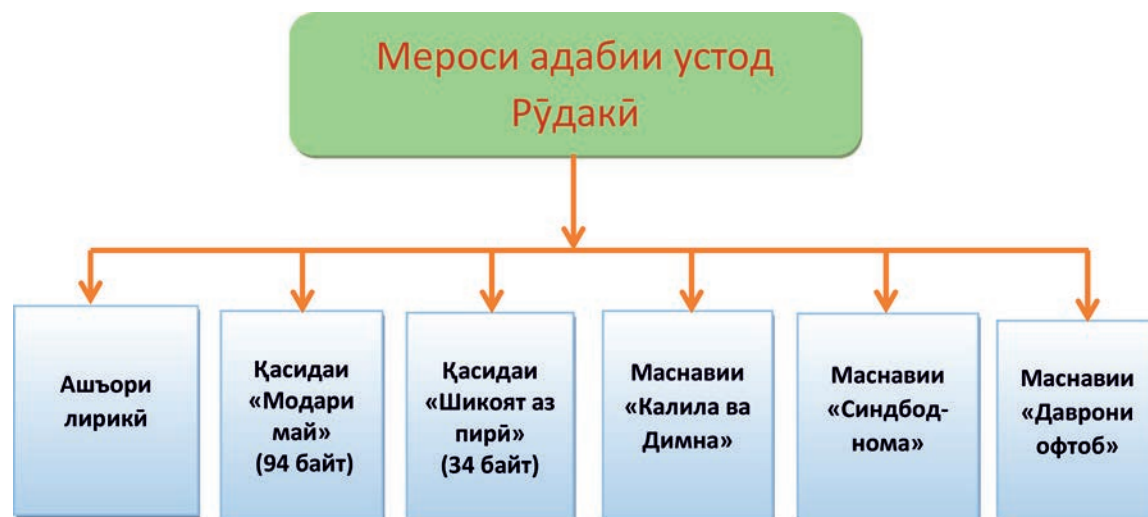 Мероси адабии устод
Рӯдакӣ
Ашъори
лирикӣ
Қасидаи
«Модари
май»
(94 байт)
Қасидаи
«Шикоят аз
пирӣ»
(34 байт)
Маснавии
«Калила ва
Димна»
Маснавии
«Синдбод-
нома»
Маснавии
«Даврони
офтоб»